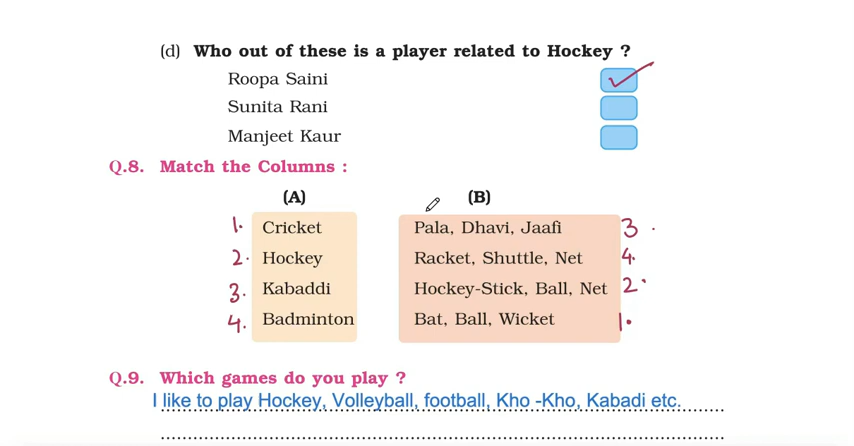 (d) Who out of these is a player related to Hockey ?
Roopa Saini
Sunita Rani
Manjeet Kaur
Q.8. Match the Columns :
(A) (B)
1. Cricket Pala, Dhavi, Jaafi 3.
2. Hockey Racket, Shuttle, Net 4.
3. Kabaddi Hockey-Stick, Ball, Net 2.
4. Badminton Bat, Ball, Wicket 1.
Q.9. Which games do you play ?
I like to play Hockey, Volleyball, football, Kho -Kho, Kabadi etc.